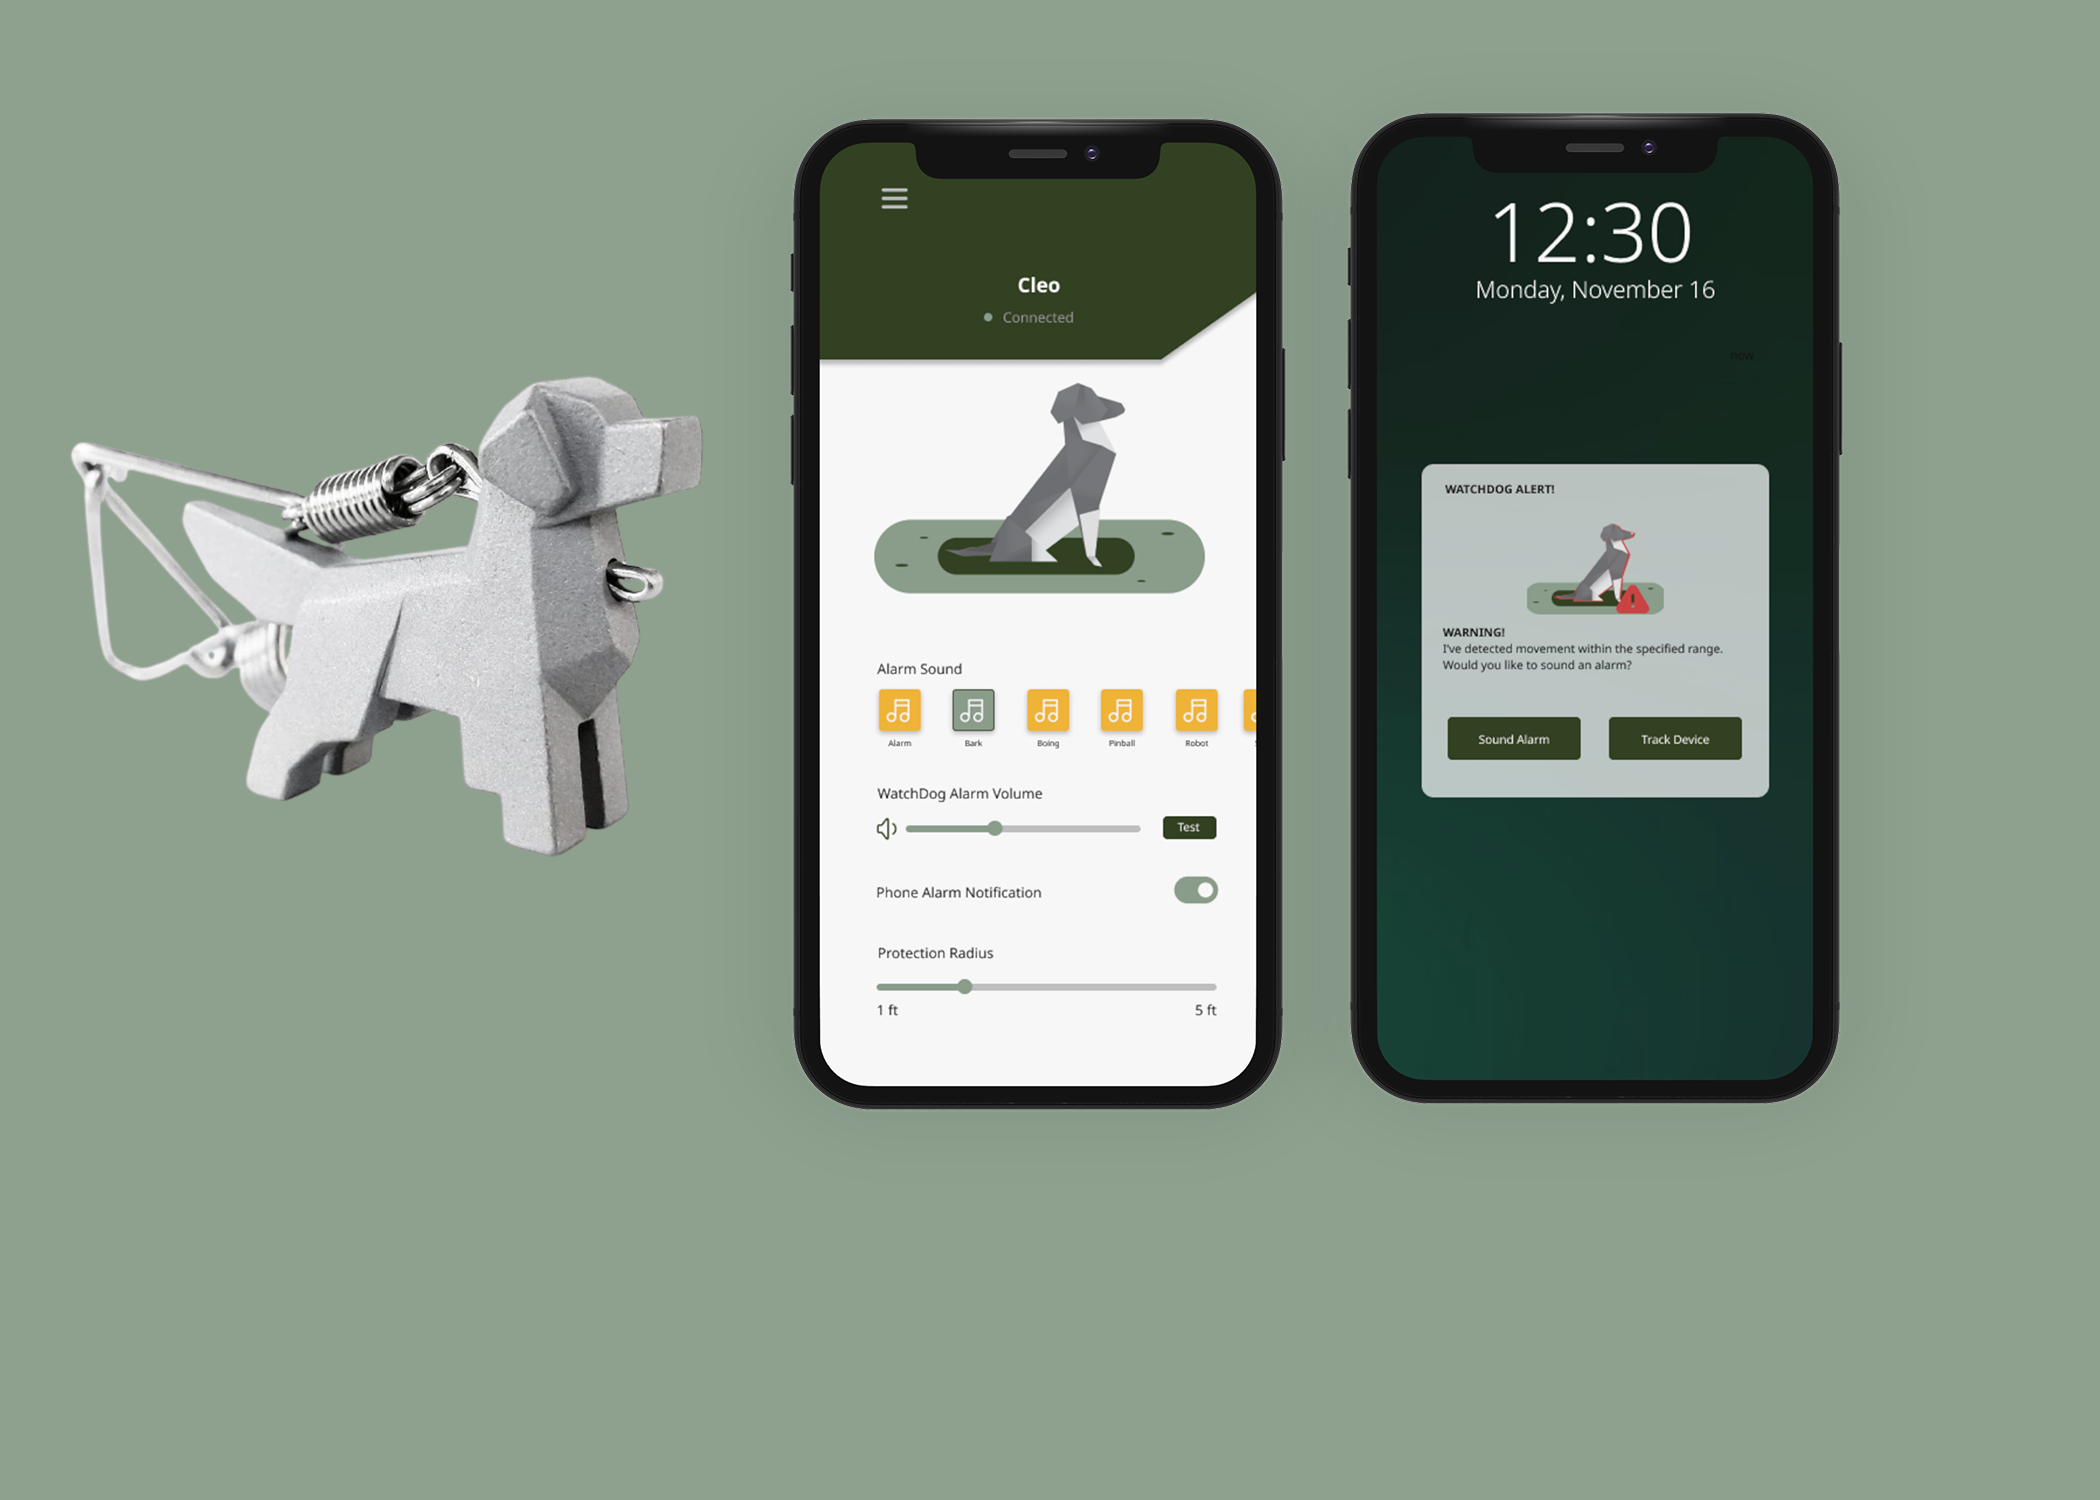 Cleo
Connected
Alarm Sound
Alarm Bark Boing Pinball Robot
WatchDog Alarm Volume
Test
Phone Alarm Notification
Protection Radius
1 ft 5 ft
12:30
Monday, November 16
now
WATCHDOG ALERT!
WARNING!
I've detected movement within the specified range.
Would you like to sound an alarm?
Sound Alarm Track Device